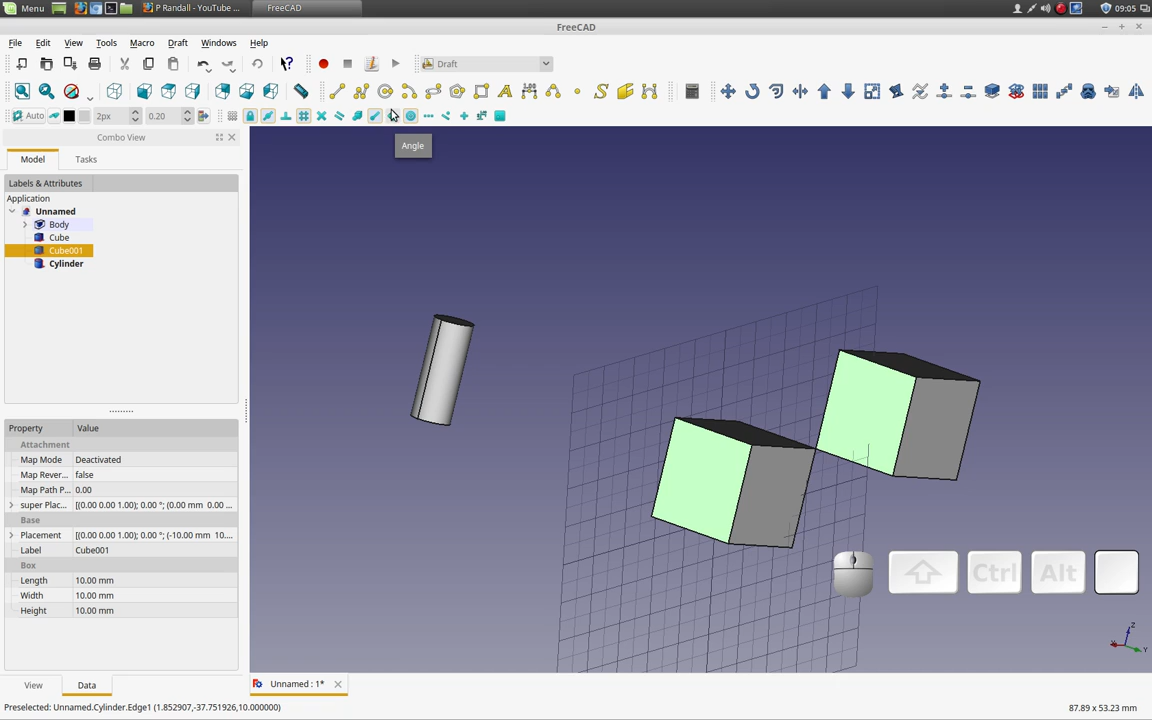 Menu
P Randall - YouTube ...
FreeCAD
09:05
FreeCAD
File Edit View Tools Macro Draft Windows Help
Draft
Auto 2px 0.20
Combo View
Angle
Model Tasks
Labels & Attributes
Application
Unnamed
Body
Cube
Cube001
Cylinder
Property Value
Attachment
Map Mode Deactivated
Map Rever... false
Map Path P... 0.00
super Plac... [(0.00 0.00 1.00); 0.00 °; (0.00 mm 0.00 ...
Base
Placement [(0.00 0.00 1.00); 0.00 °; (-10.00 mm 10....
Label Cube001
Box
Length 10.00 mm
Width 10.00 mm
Height 10.00 mm
Ctrl Alt
Z
Y
View Data
Unnamed : 1*
Preselected: Unnamed.Cylinder.Edge1 (1.852907,-37.751926,10.000000)
87.89 x 53.23 mm